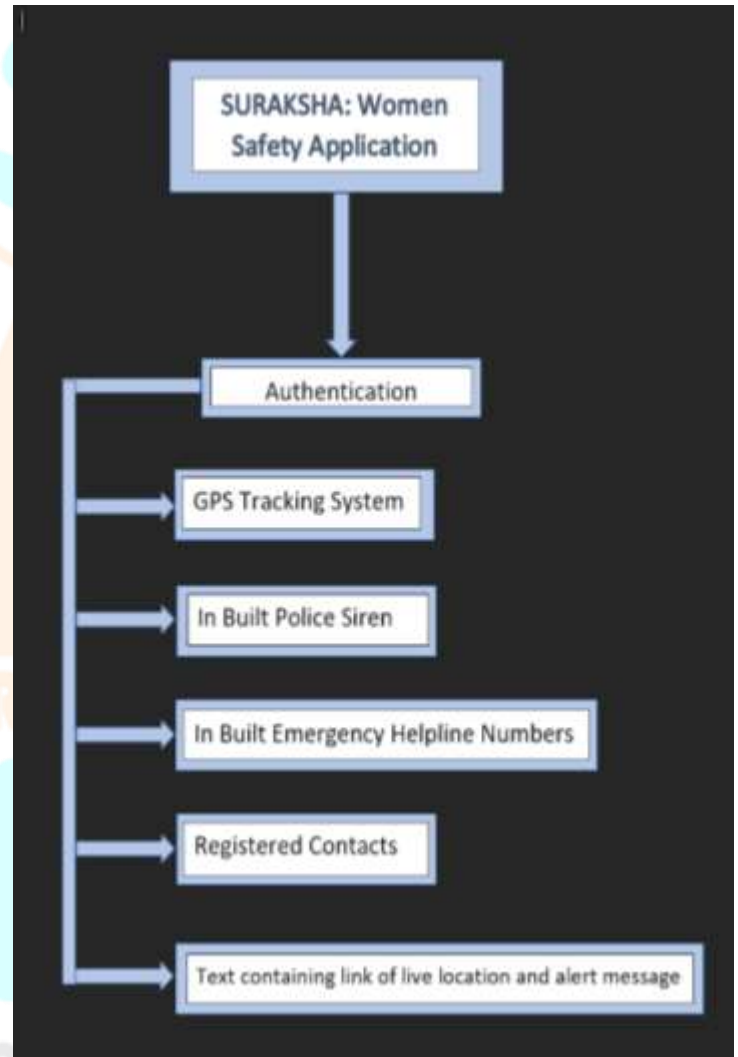 SURAKSHA: Women
Safety Application
Authentication
GPS Tracking System
In Built Police Siren
In Built Emergency Helpline Numbers
Registered Contacts
Text containing link of live location and alert message